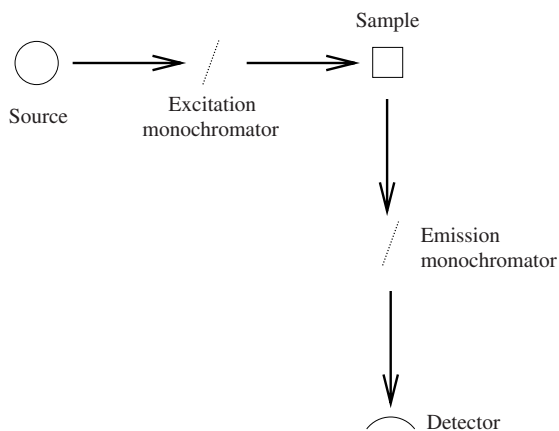 Sample
Source
Excitation
monochromator
Emission
monochromator
Detector